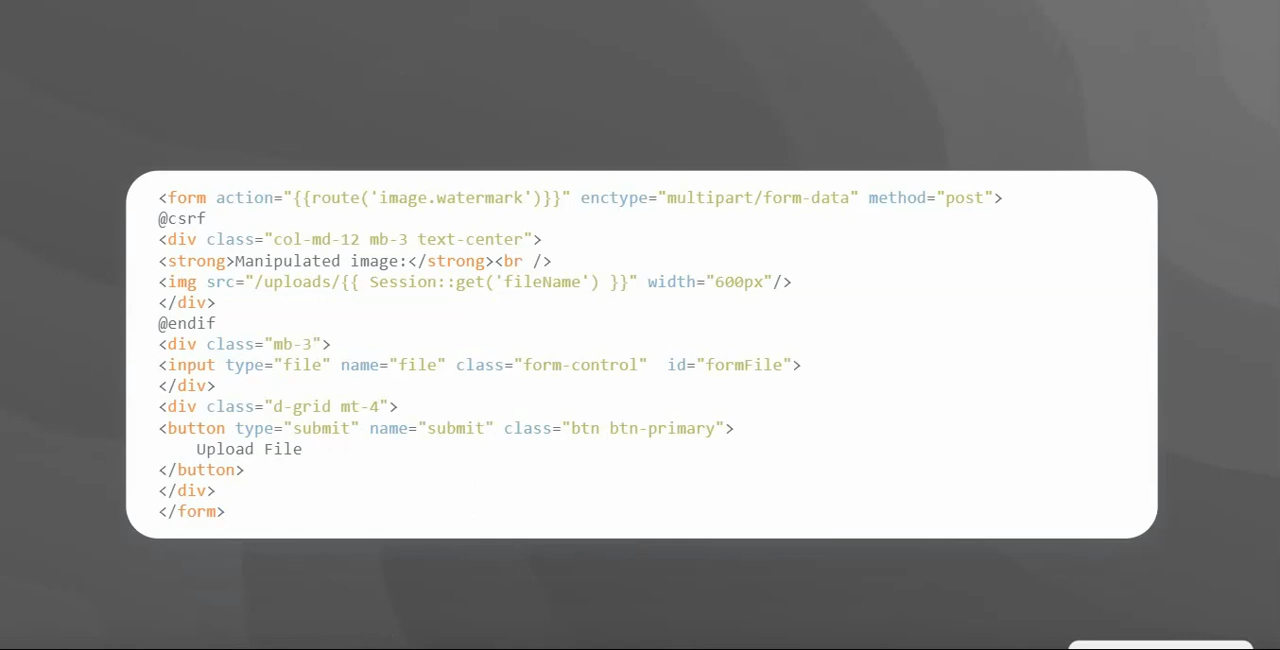 <form action="{{route('image.watermark')}}" enctype="multipart/form-data" method="post">
@csrf
<div class="col-md-12 mb-3 text-center">
<strong>Manipulated image:</strong><br />
<img src="/uploads/{{ Session::get('fileName') }}" width="600px"/>
</div>
@endif
<div class="mb-3">
<input type="file" name="file" class="form-control"  id="formFile">
</div>
<div class="d-grid mt-4">
<button type="submit" name="submit" class="btn btn-primary">
    Upload File
</button>
</div>
</form>